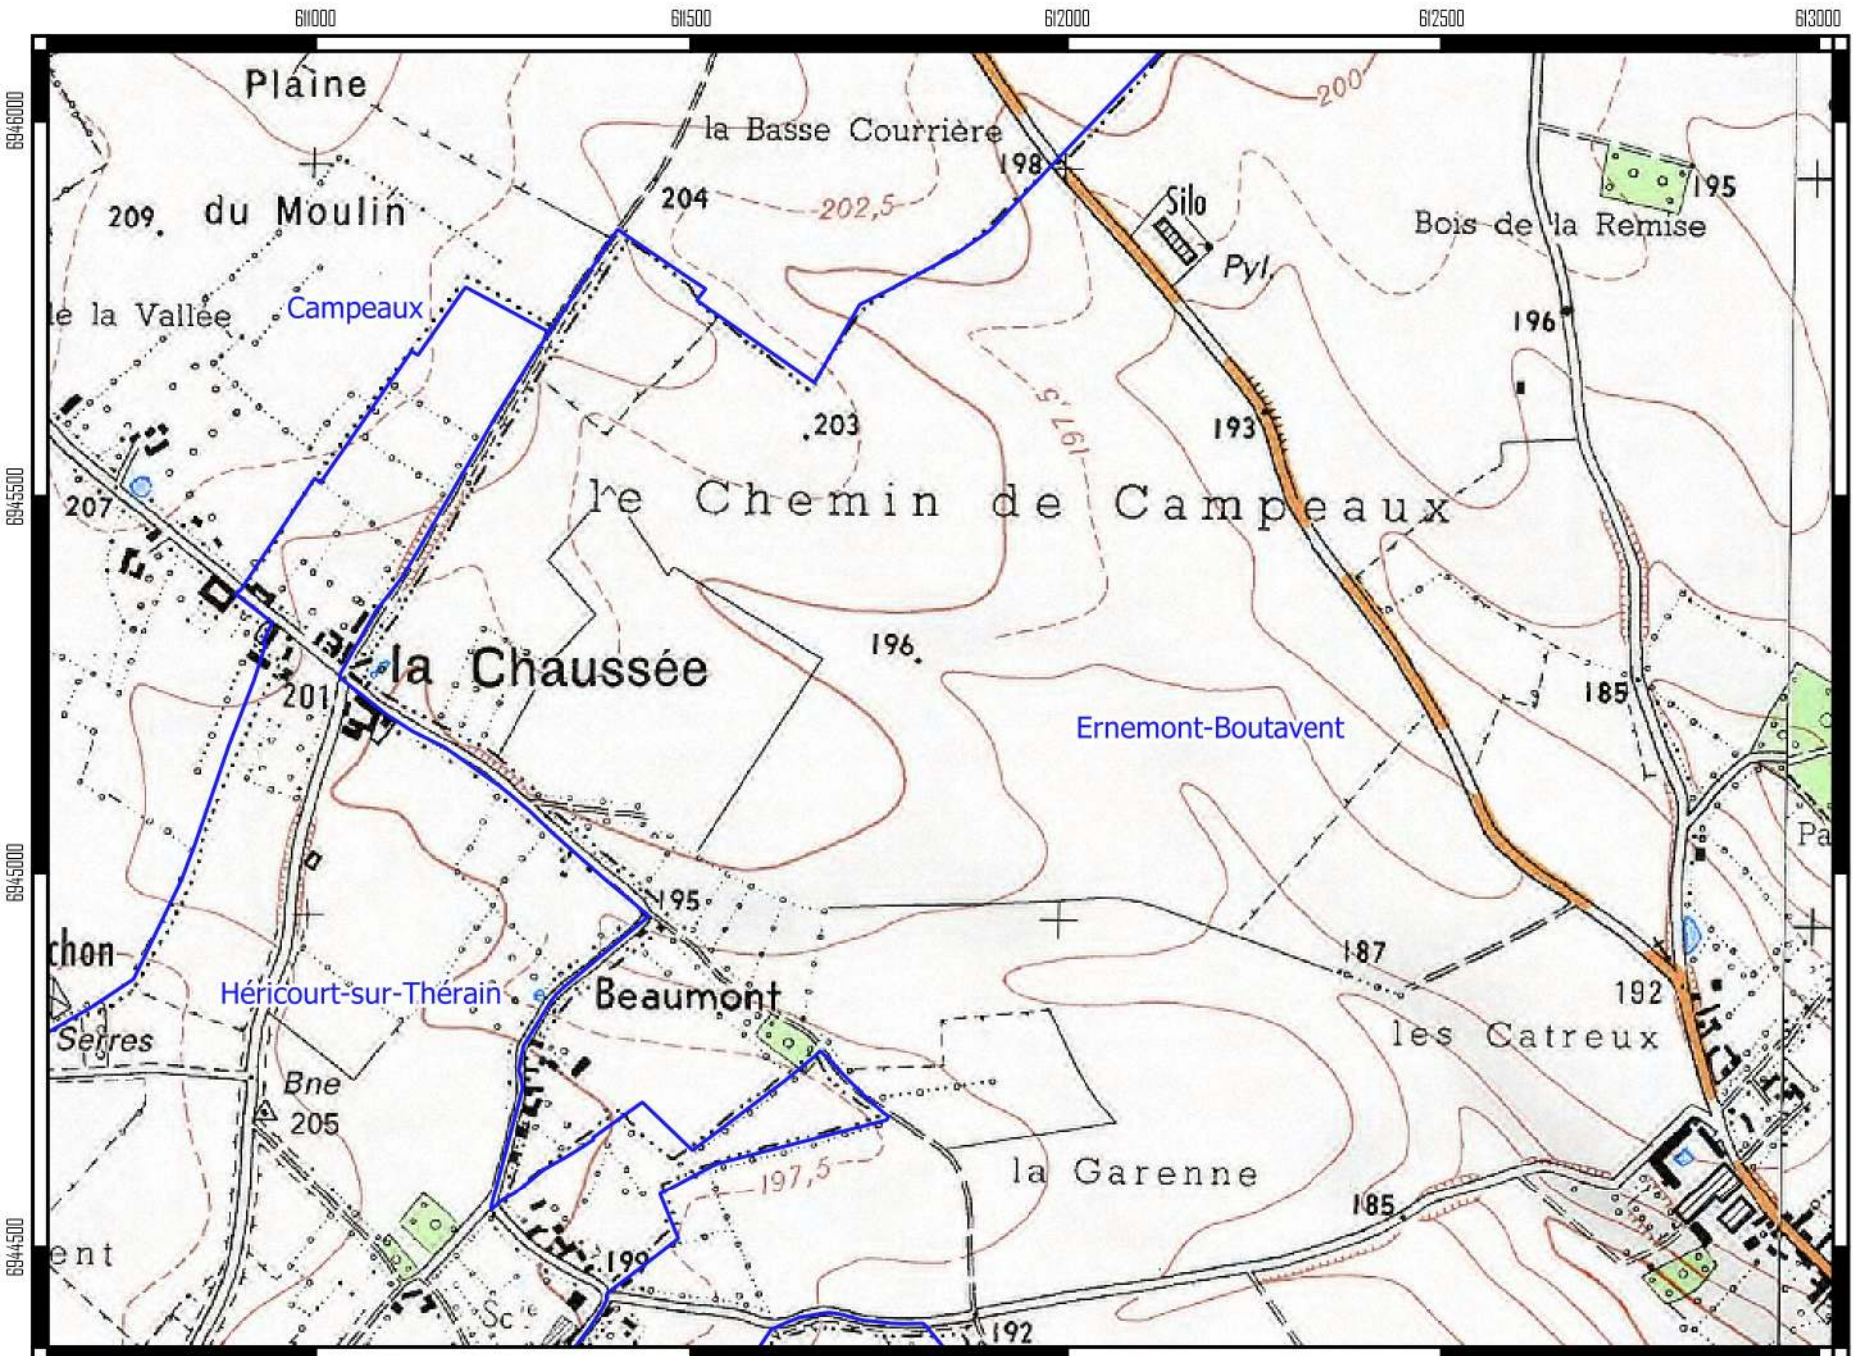 611000 611500 612000 612500 613000
6946000
6945500
6945000
6944500
Plaine
la Basse Courrière
200
198
195
204
Silo
209
du Moulin
202,5
Bois de la Remise
Pyl.
Campeaux
le la Vallée
196
203
193
197,5
207
le Chemin de Campeaux
la Chaussée
196
201
185
Ernemont-Boutavent
Pa
195
chon
187
Héricourt-sur-Thérain
Beaumont
192
Serres
les Catreux
Bne
205
197,5
la Garenne
185
ent
199
Scie
192